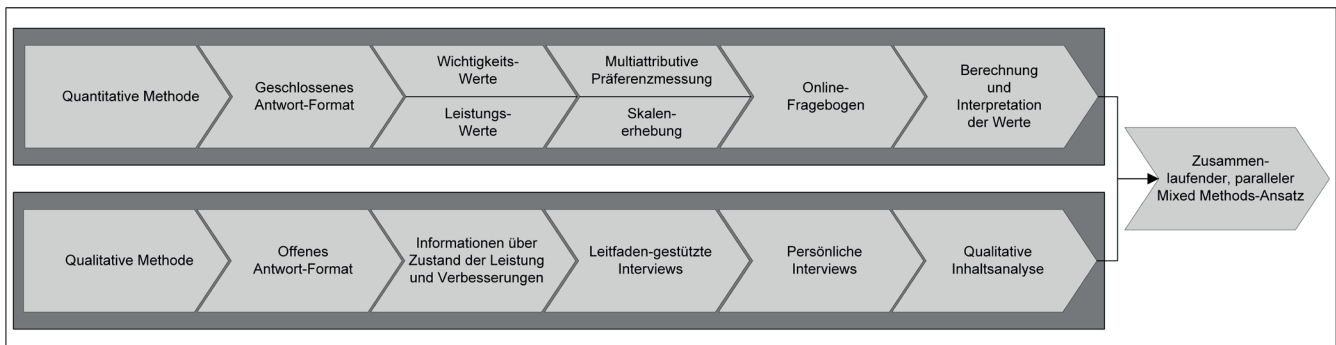 Quantitative Methode
Geschlossenes
Antwort-Format
Wichtigkeits-
Werte
Leistungs-
Werte
Multiattributive
Präferenzmessung
Skalen-
erhebung
Online-
Fragebogen
Berechnung
und
Interpretation
der Werte
Qualitative Methode
Offenes
Antwort-Format
Informationen über
Zustand der Leistung
und Verbesserungen
Leitfaden-gestützte
Interviews
Persönliche
Interviews
Qualitative
Inhaltsanalyse
Zusammen-
laufender, paralleler
Mixed Methods-Ansatz